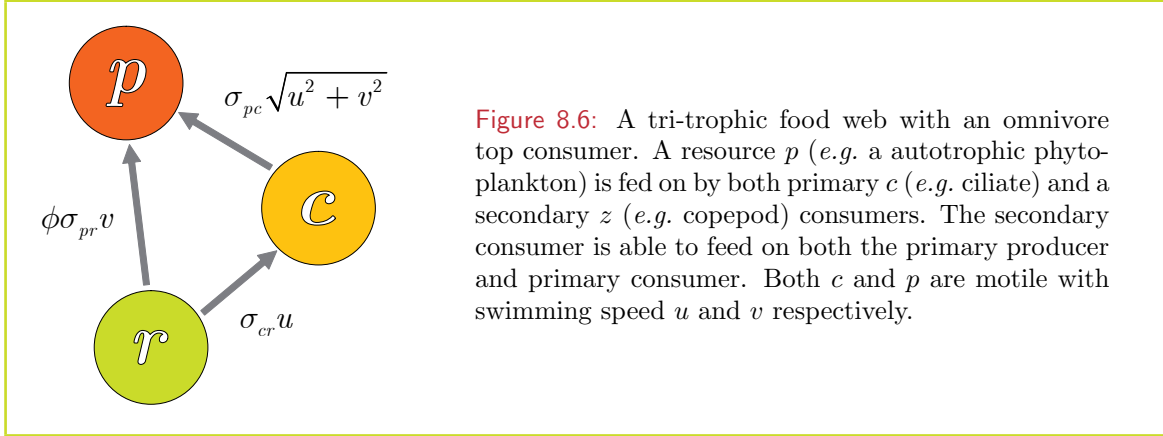 p
σ_pc √(u² + v²)
c
ϕσ_pr v
r
σ_cr u
Figure 8.6: A tri-trophic food web with an omnivore
top consumer. A resource p (e.g. a autotrophic phyto-
plankton) is fed on by both primary c (e.g. ciliate) and a
secondary z (e.g. copepod) consumers. The secondary
consumer is able to feed on both the primary producer
and primary consumer. Both c and p are motile with
swimming speed u and v respectively.